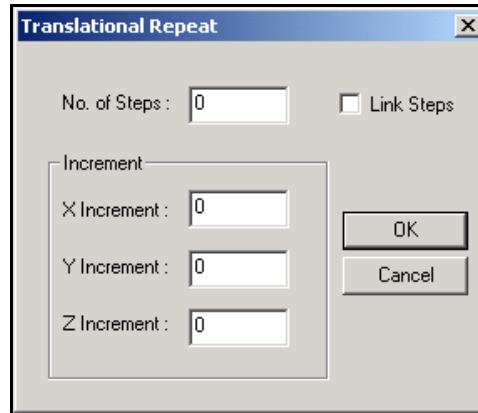 Translational Repeat
No. of Steps : 0 Link Steps
Increment
X Increment : 0
Y Increment : 0
Z Increment : 0
OK
Cancel